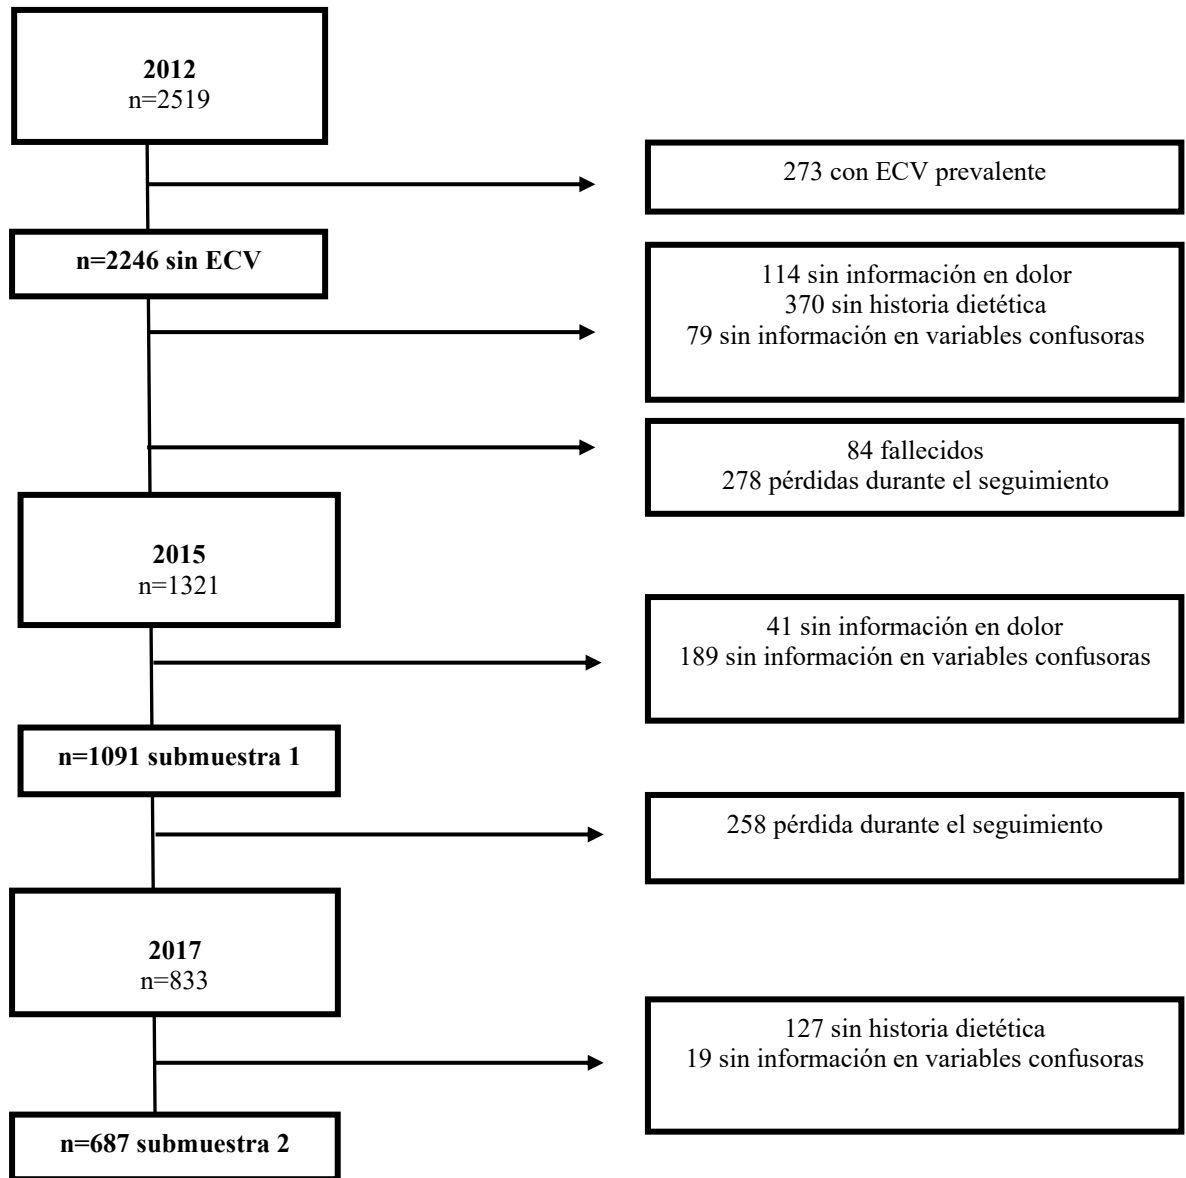 2012
n=2519
273 con ECV prevalente
n=2246 sin ECV
114 sin información en dolor
370 sin historia dietética
79 sin información en variables confusoras
84 fallecidos
278 pérdidas durante el seguimiento
2015
n=1321
41 sin información en dolor
189 sin información en variables confusoras
n=1091 submuestra 1
258 pérdida durante el seguimiento
2017
n=833
127 sin historia dietética
19 sin información en variables confusoras
n=687 submuestra 2